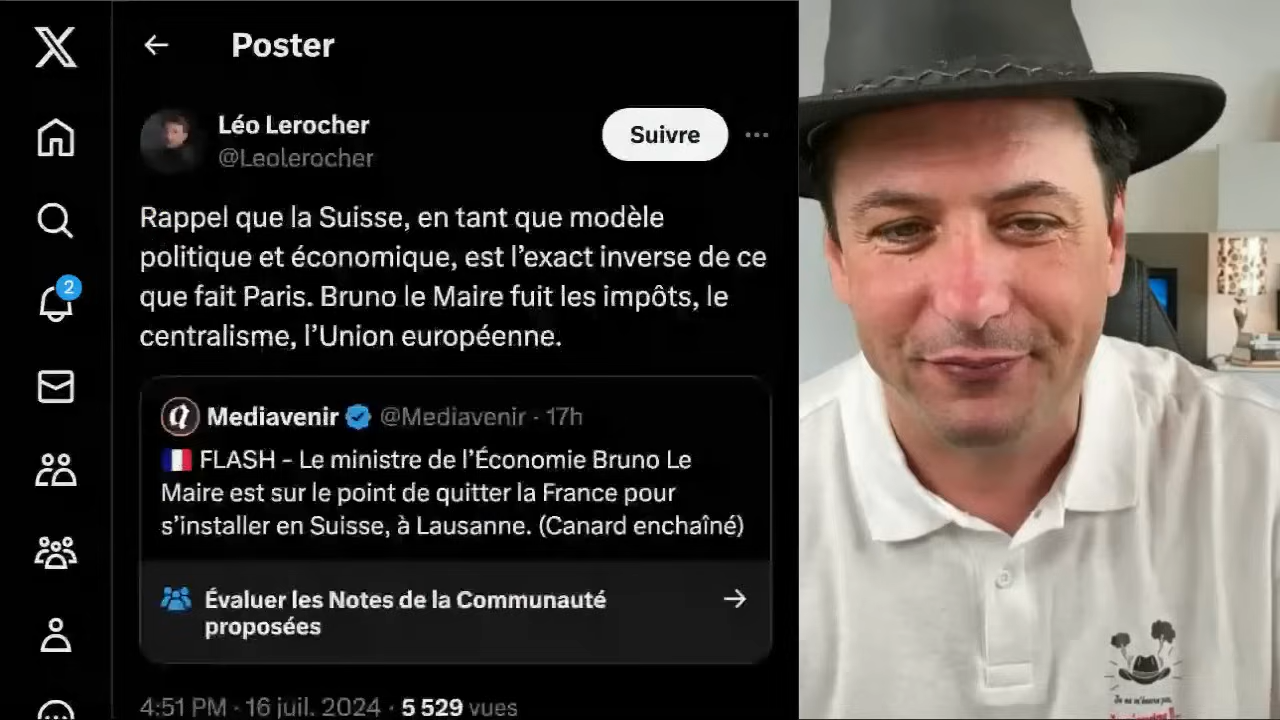 Poster
Léo Lerocher
@Leolerocher
Suivre
Rappel que la Suisse, en tant que modèle
politique et économique, est l’exact inverse de ce
que fait Paris. Bruno le Maire fuit les impôts, le
centralisme, l’Union européenne.
Mediavenir @Mediavenir · 17h
FLASH - Le ministre de l’Économie Bruno Le
Maire est sur le point de quitter la France pour
s’installer en Suisse, à Lausanne. (Canard enchaîné)
2
Évaluer les Notes de la Communauté
proposées
4:51 PM · 16 juil. 2024 · 5 529 vues